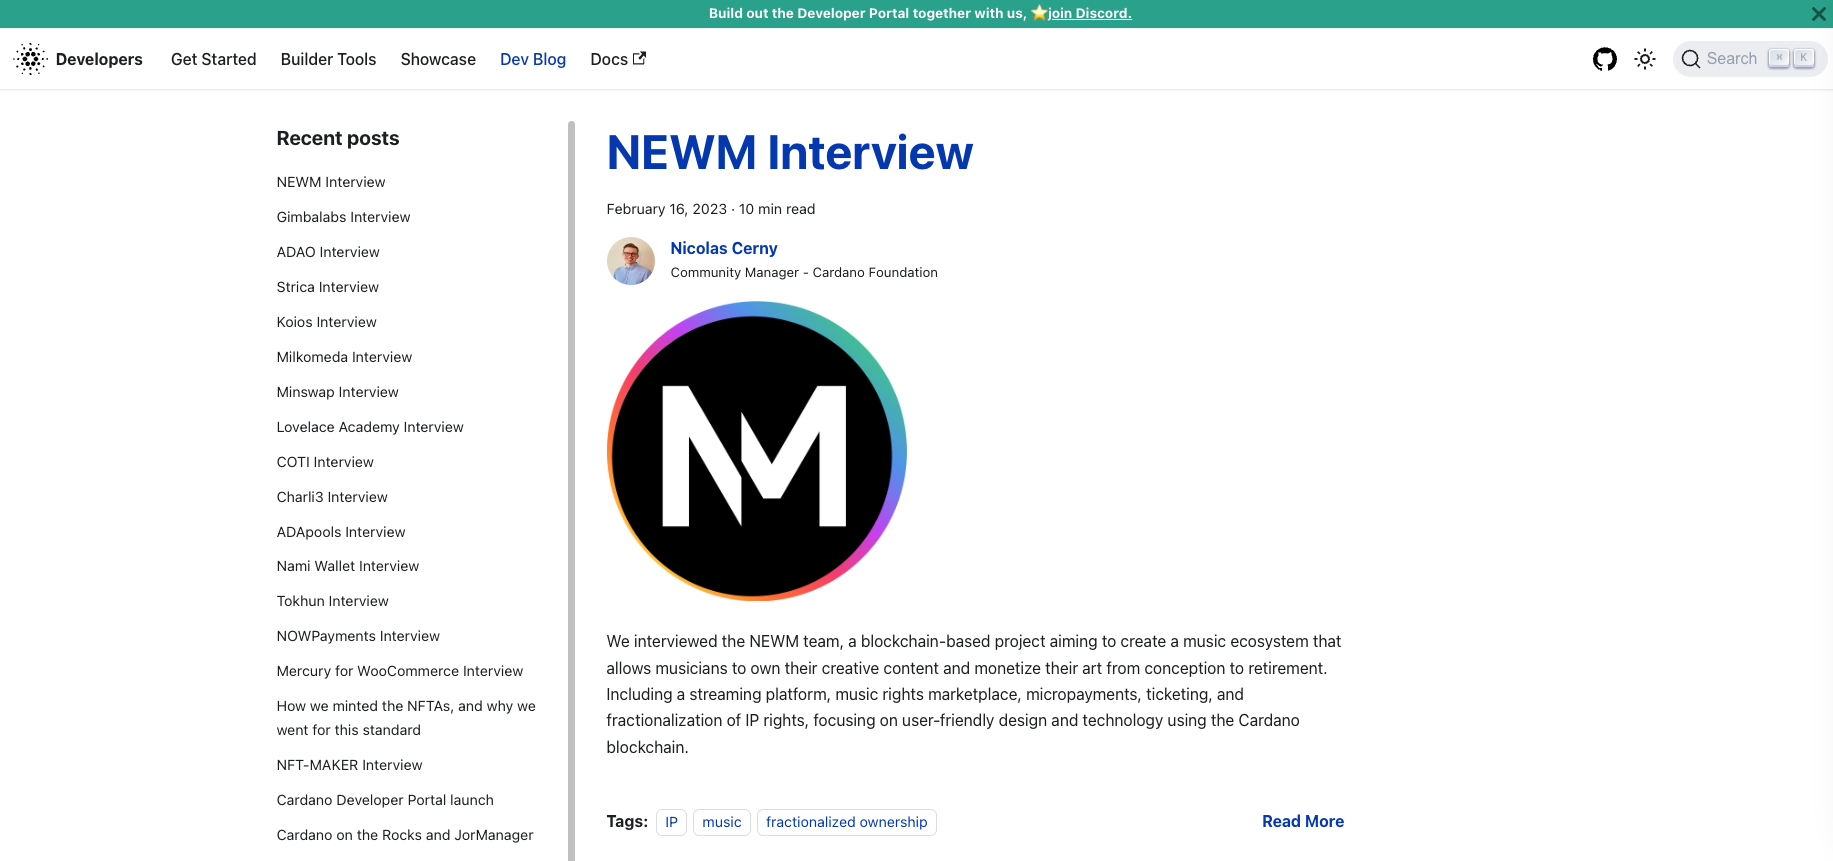 Build out the Developer Portal together with us, ⭐join Discord.
Developers Get Started Builder Tools Showcase Dev Blog Docs Search ⌘ K
Recent posts
NEWM Interview
Gimbalabs Interview
ADAO Interview
Strica Interview
Koios Interview
Milkomeda Interview
Minswap Interview
Lovelace Academy Interview
COTI Interview
Charli3 Interview
ADApools Interview
Nami Wallet Interview
Tokhun Interview
NOWPayments Interview
Mercury for WooCommerce Interview
How we minted the NFTAs, and why we
went for this standard
NFT-MAKER Interview
Cardano Developer Portal launch
Cardano on the Rocks and JorManager
NEWM Interview
February 16, 2023 · 10 min read
Nicolas Cerny
Community Manager - Cardano Foundation
NM
We interviewed the NEWM team, a blockchain-based project aiming to create a music ecosystem that
allows musicians to own their creative content and monetize their art from conception to retirement.
Including a streaming platform, music rights marketplace, micropayments, ticketing, and
fractionalization of IP rights, focusing on user-friendly design and technology using the Cardano
blockchain.
Tags: IP music fractionalized ownership Read More